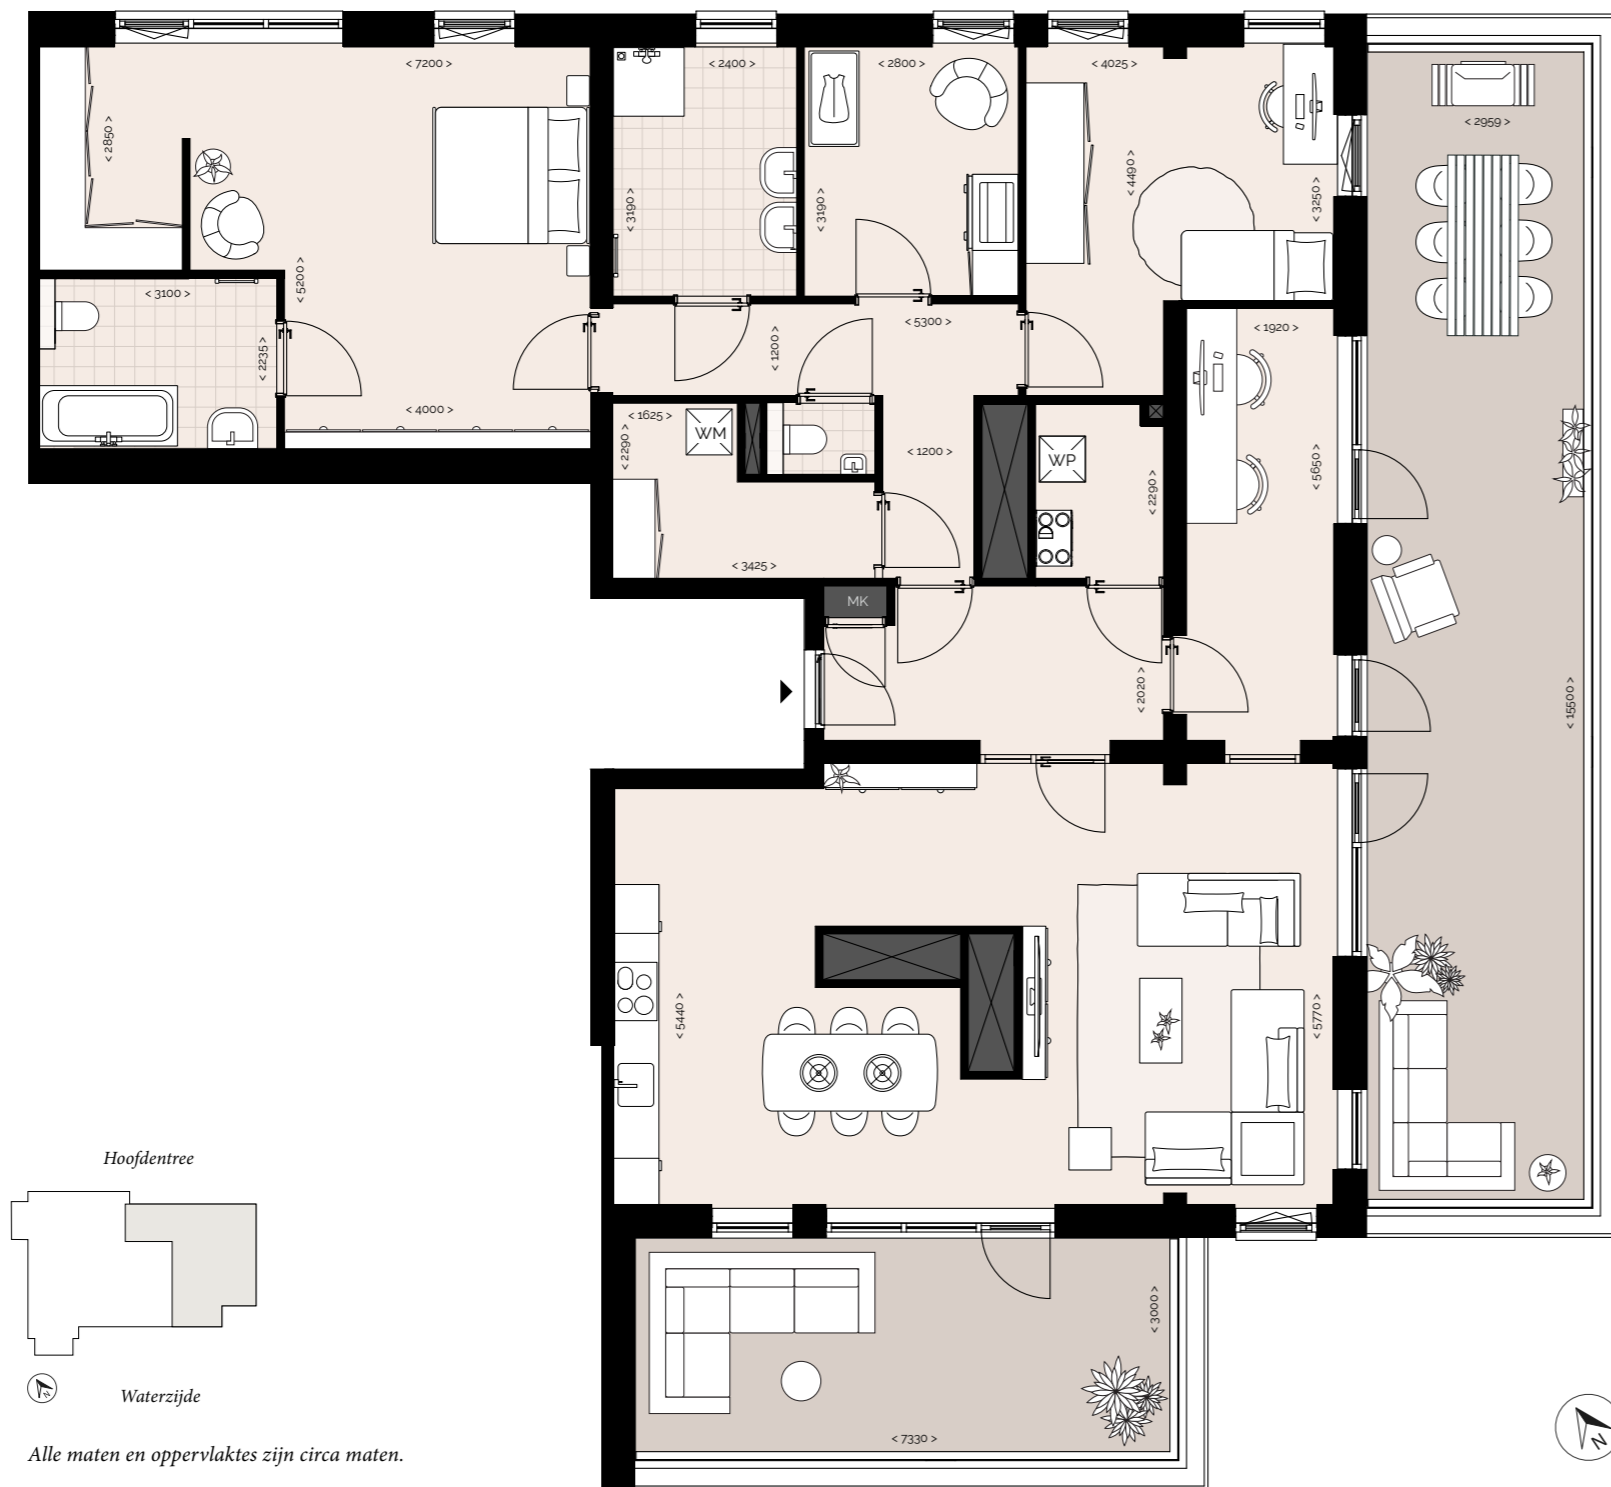 < 7200 >
< 2400 >
< 2800 >
< 4025 >
< 2959 >
< 2850 >
< 4490 >
< 3190 >
< 3190 >
< 3250 >
< 5200 >
< 3100 >
< 2235 >
< 4000 >
< 1200 >
< 5300 >
< 1920 >
< 1625 >
< 2290 >
WM
< 1200 >
WP
< 2290 >
< 5650 >
< 3425 >
MK
< 2020 >
< 15500 >
< 5440 >
< 5770 >
< 3000 >
< 7330 >
Hoofdentree
N
Waterzijde
Alle maten en oppervlaktes zijn circa maten.
N